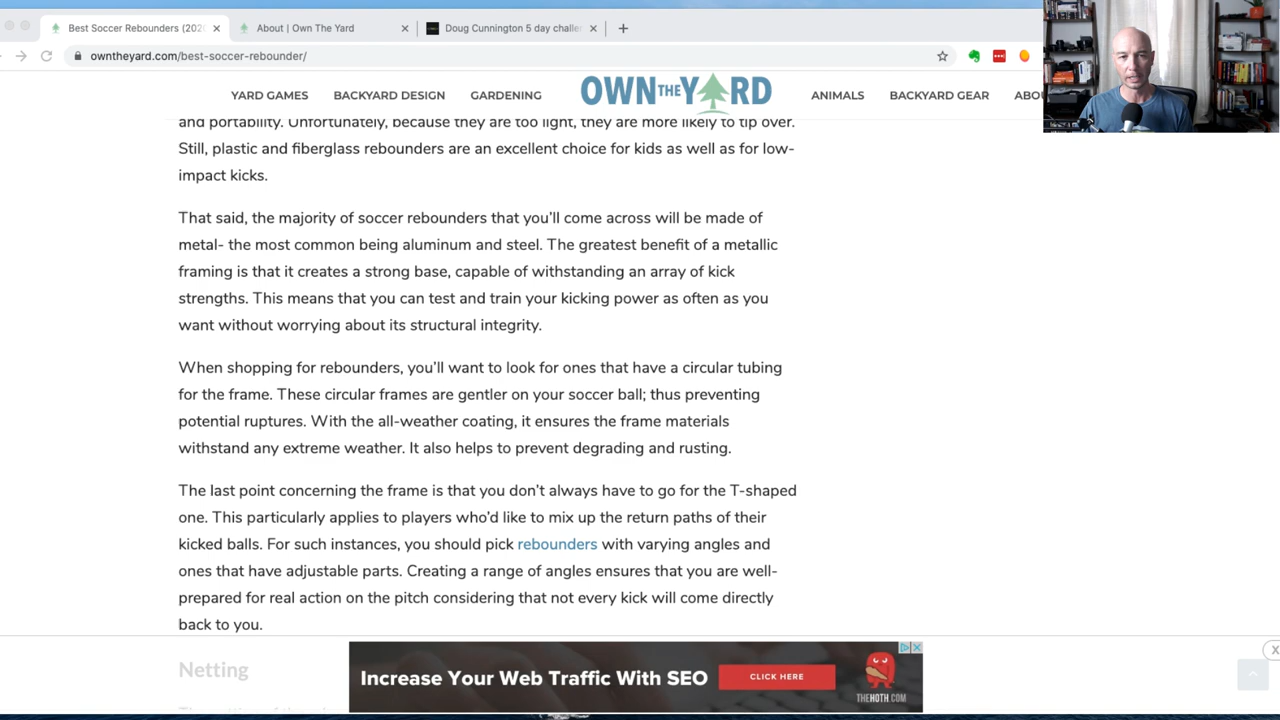 Best Soccer Rebounders (202
About | Own The Yard
Doug Cunnington 5 day challe
owntheyard.com/best-soccer-rebounder/
YARD GAMES
BACKYARD DESIGN
GARDENING
OWN THE YARD
ANIMALS
BACKYARD GEAR
ABO
and portability. Unfortunately, because they are too light, they are more likely to tip over.
Still, plastic and fiberglass rebounders are an excellent choice for kids as well as for low-
impact kicks.
That said, the majority of soccer rebounders that you'll come across will be made of
metal- the most common being aluminum and steel. The greatest benefit of a metallic
framing is that it creates a strong base, capable of withstanding an array of kick
strengths. This means that you can test and train your kicking power as often as you
want without worrying about its structural integrity.
When shopping for rebounders, you'll want to look for ones that have a circular tubing
for the frame. These circular frames are gentler on your soccer ball; thus preventing
potential ruptures. With the all-weather coating, it ensures the frame materials
withstand any extreme weather. It also helps to prevent degrading and rusting.
The last point concerning the frame is that you don't always have to go for the T-shaped
one. This particularly applies to players who'd like to mix up the return paths of their
kicked balls. For such instances, you should pick rebounders with varying angles and
ones that have adjustable parts. Creating a range of angles ensures that you are well-
prepared for real action on the pitch considering that not every kick will come directly
back to you.
Netting
Increase Your Web Traffic With SEO
CLICK HERE
THEHOTH.COM
X